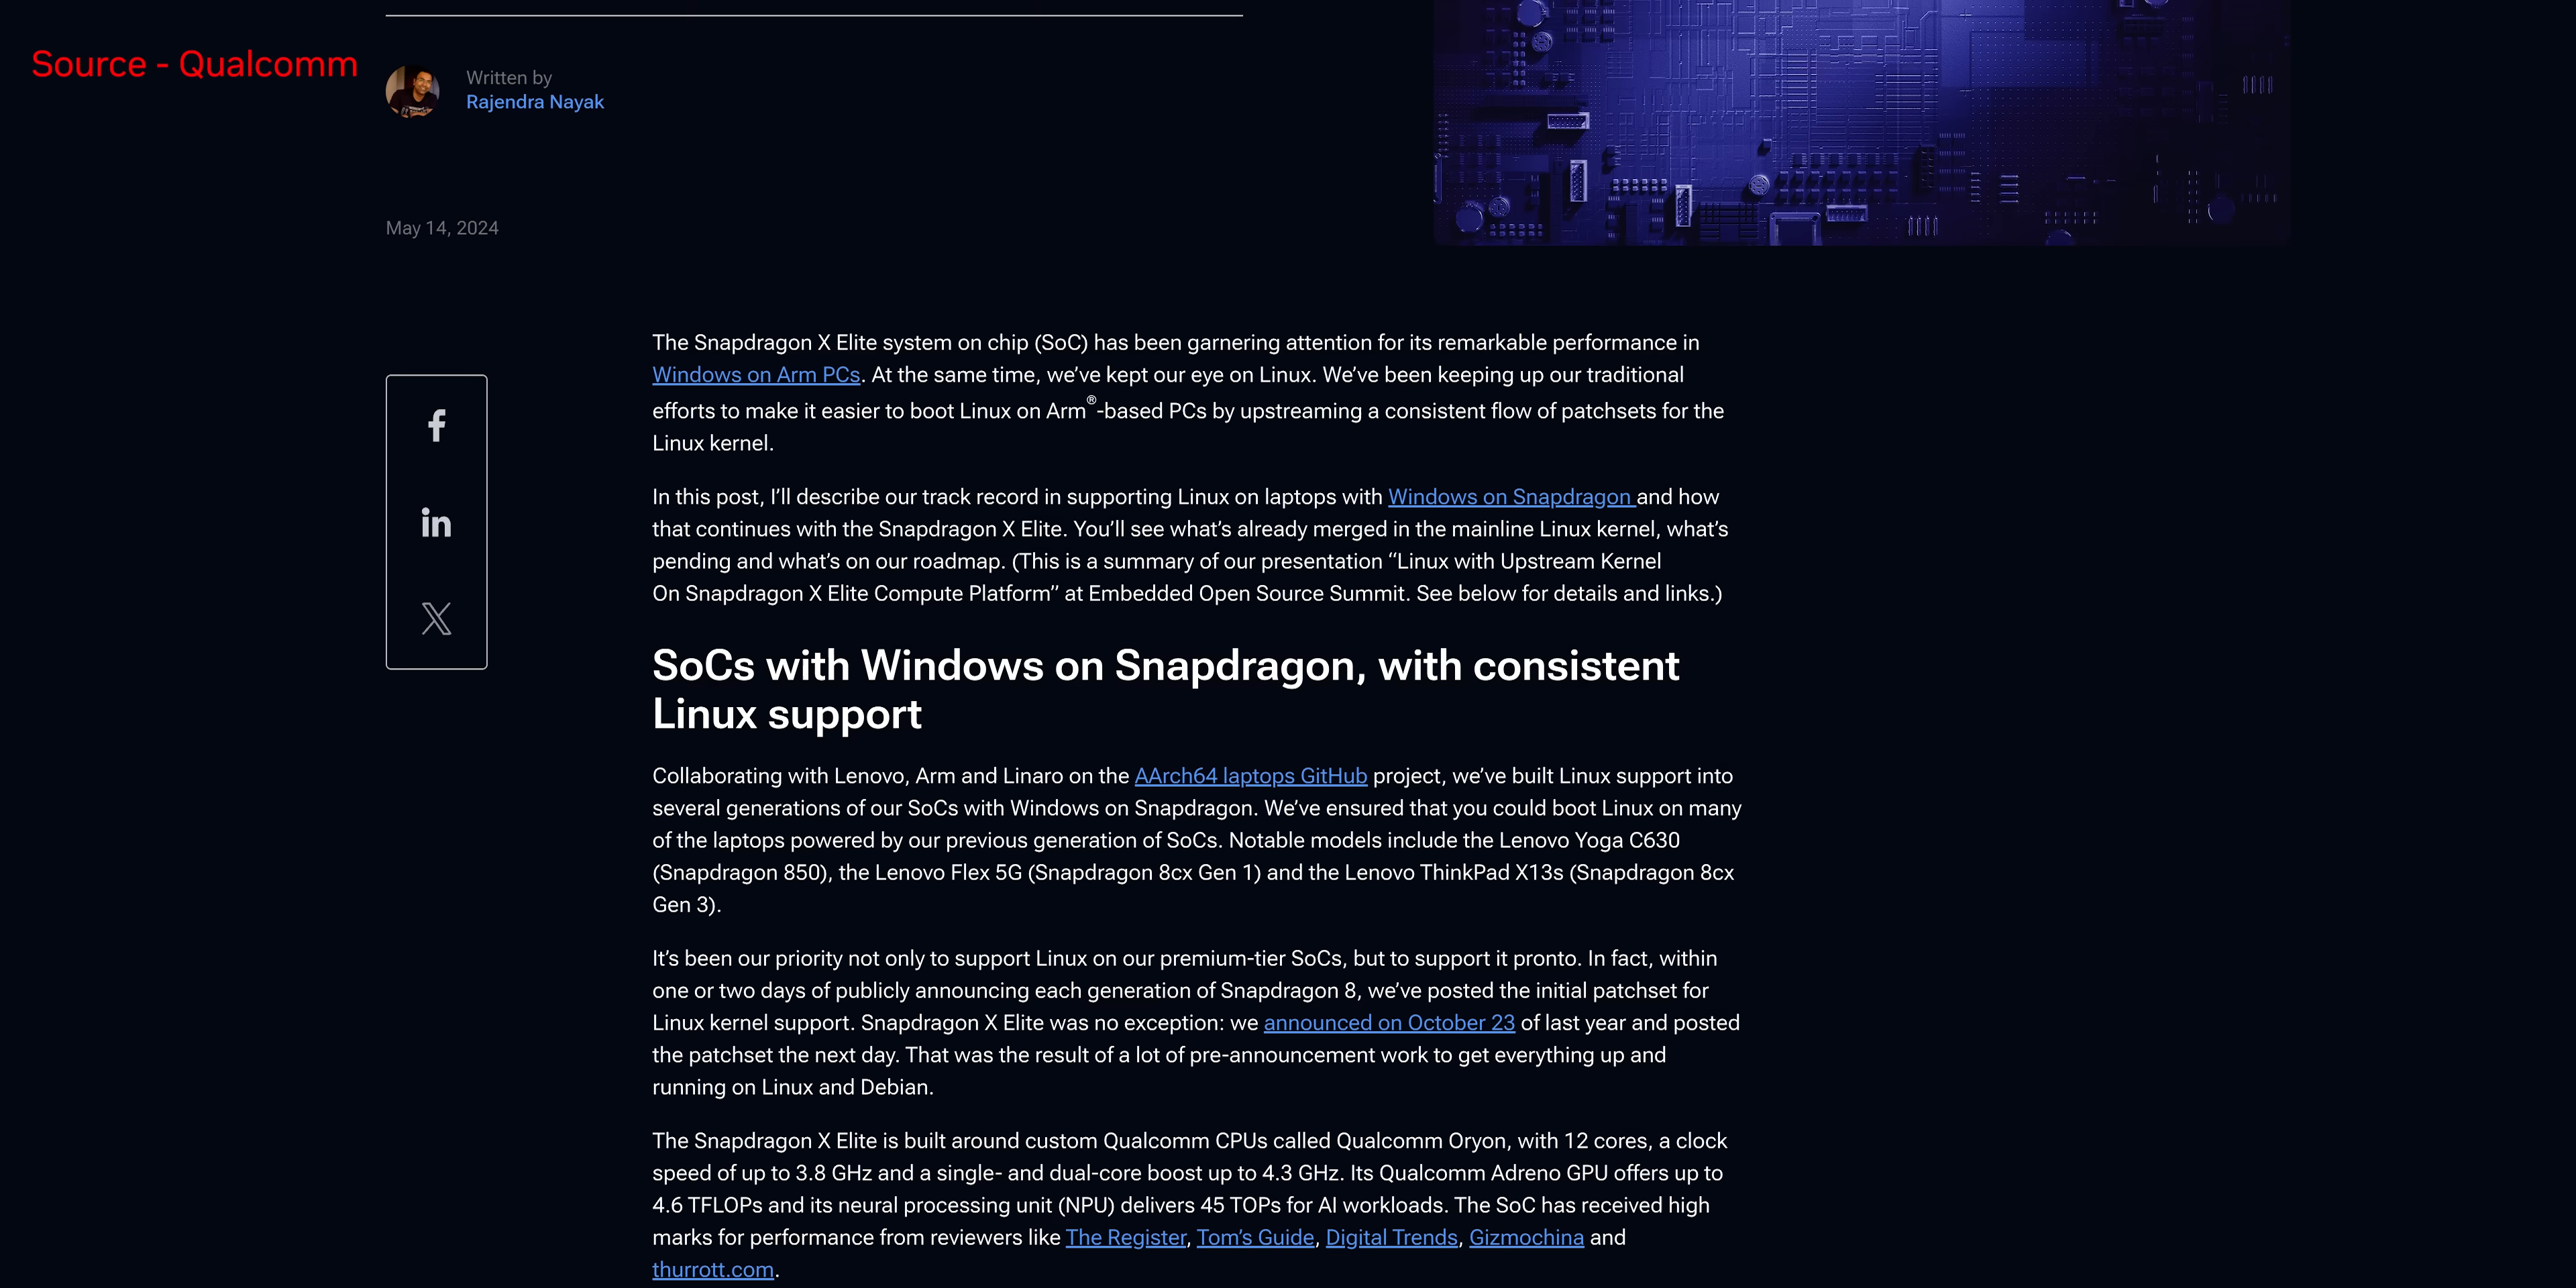 Source - Qualcomm
Written by
Rajendra Nayak
May 14, 2024
The Snapdragon X Elite system on chip (SoC) has been garnering attention for its remarkable performance in
Windows on Arm PCs. At the same time, we’ve kept our eye on Linux. We’ve been keeping up our traditional
efforts to make it easier to boot Linux on Arm®-based PCs by upstreaming a consistent flow of patchsets for the
Linux kernel.
In this post, I’ll describe our track record in supporting Linux on laptops with Windows on Snapdragon and how
that continues with the Snapdragon X Elite. You’ll see what’s already merged in the mainline Linux kernel, what’s
pending and what’s on our roadmap. (This is a summary of our presentation “Linux with Upstream Kernel
On Snapdragon X Elite Compute Platform” at Embedded Open Source Summit. See below for details and links.)
SoCs with Windows on Snapdragon, with consistent
Linux support
Collaborating with Lenovo, Arm and Linaro on the AArch64 laptops GitHub project, we’ve built Linux support into
several generations of our SoCs with Windows on Snapdragon. We’ve ensured that you could boot Linux on many
of the laptops powered by our previous generation of SoCs. Notable models include the Lenovo Yoga C630
(Snapdragon 850), the Lenovo Flex 5G (Snapdragon 8cx Gen 1) and the Lenovo ThinkPad X13s (Snapdragon 8cx
Gen 3).
It’s been our priority not only to support Linux on our premium-tier SoCs, but to support it pronto. In fact, within
one or two days of publicly announcing each generation of Snapdragon 8, we’ve posted the initial patchset for
Linux kernel support. Snapdragon X Elite was no exception: we announced on October 23 of last year and posted
the patchset the next day. That was the result of a lot of pre-announcement work to get everything up and
running on Linux and Debian.
The Snapdragon X Elite is built around custom Qualcomm CPUs called Qualcomm Oryon, with 12 cores, a clock
speed of up to 3.8 GHz and a single- and dual-core boost up to 4.3 GHz. Its Qualcomm Adreno GPU offers up to
4.6 TFLOPs and its neural processing unit (NPU) delivers 45 TOPs for AI workloads. The SoC has received high
marks for performance from reviewers like The Register, Tom’s Guide, Digital Trends, Gizmochina and
thurrott.com.